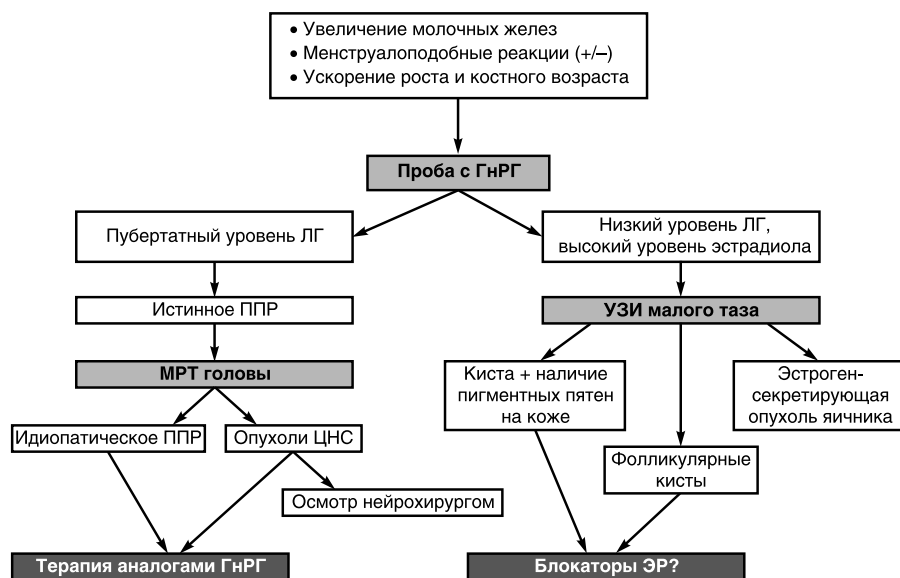 • Увеличение молочных желез
• Менструалоподобные реакции (+/–)
• Ускорение роста и костного возраста
Проба с ГнРГ
Пубертатный уровень ЛГ
Низкий уровень ЛГ,
высокий уровень эстрадиола
Истинное ППР
УЗИ малого таза
МРТ головы
Киста + наличие
пигментных пятен
на коже
Эстроген-
секретирующая
опухоль яичника
Идиопатическое ППР
Опухоли ЦНС
Фолликулярные
кисты
Осмотр нейрохирургом
Терапия аналогами ГнРГ
Блокаторы ЭР?